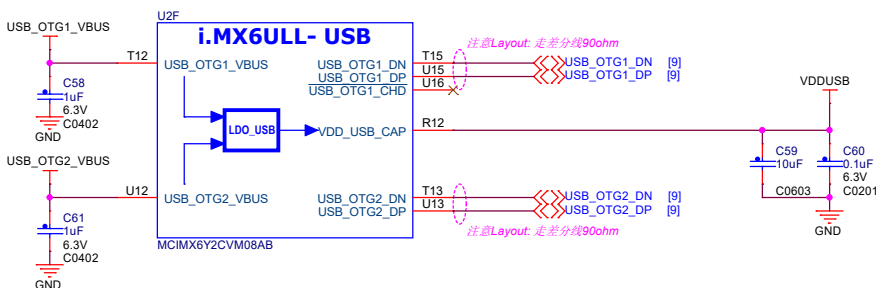 U2F
USB_OTG1_VBUS
i.MX6ULL- USB
注意Layout: 走差分线90ohm
T12
USB_OTG1_VBUS
USB_OTG1_DN
T15
USB_OTG1_DN [9]
USB_OTG1_DP
U15
USB_OTG1_DP [9]
USB_OTG1_CHD
U16
C58
1uF
6.3V
C0402
GND
VDDUSB
LDO_USB
VDD_USB_CAP
R12
C59
10uF
C0603
C60
0.1uF
6.3V
C0201
GND
USB_OTG2_VBUS
U12
USB_OTG2_VBUS
USB_OTG2_DN
T13
USB_OTG2_DN [9]
USB_OTG2_DP
U13
USB_OTG2_DP [9]
注意Layout: 走差分线90ohm
C61
1uF
6.3V
C0402
GND
MCIMX6Y2CVM08AB